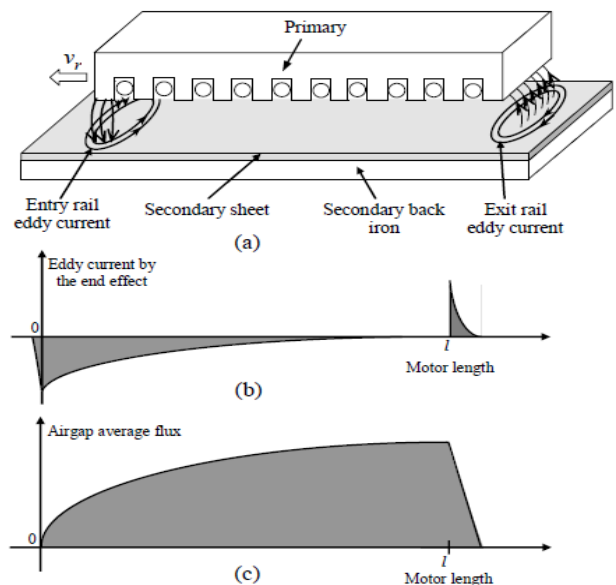 Primary
v_r
Entry rail
eddy current
Secondary sheet
Secondary back
iron
Exit rail
eddy current
(a)
Eddy current by
the end effect
0
l
Motor length
(b)
Airgap average flux
0
l
Motor length
(c)